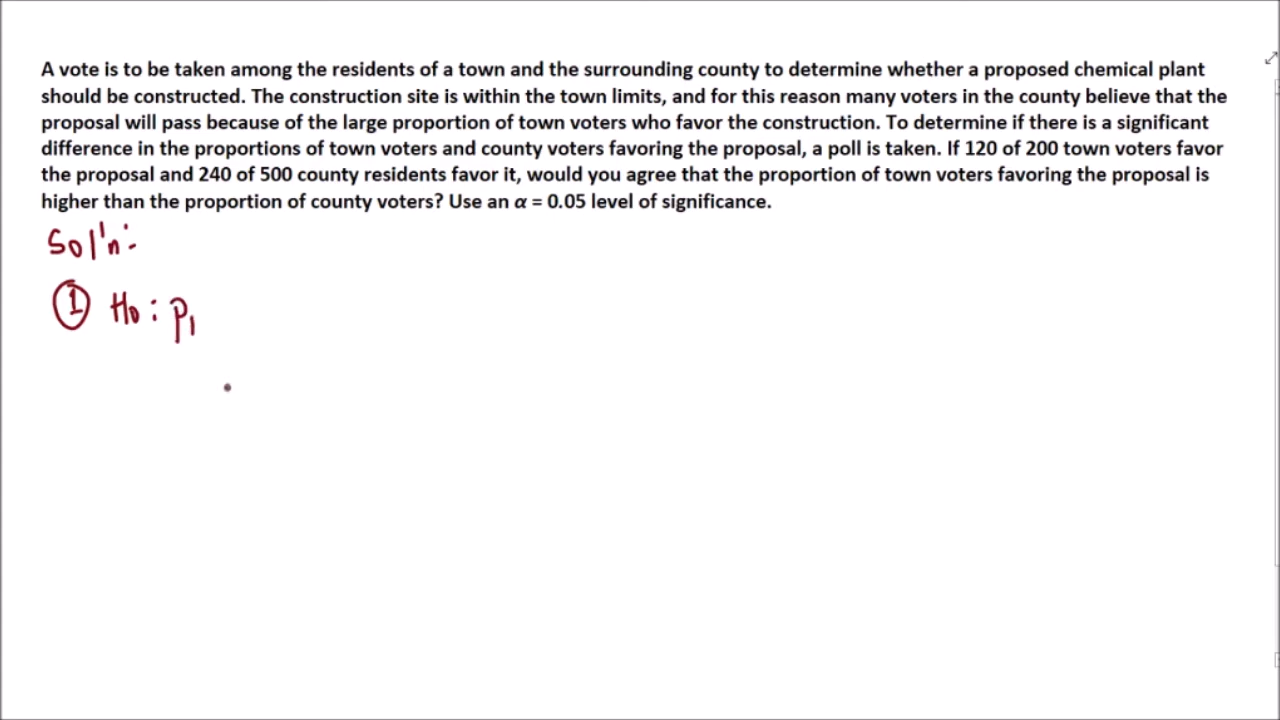 A vote is to be taken among the residents of a town and the surrounding county to determine whether a proposed chemical plant
should be constructed. The construction site is within the town limits, and for this reason many voters in the county believe that the
proposal will pass because of the large proportion of town voters who favor the construction. To determine if there is a significant
difference in the proportions of town voters and county voters favoring the proposal, a poll is taken. If 120 of 200 town voters favor
the proposal and 240 of 500 county residents favor it, would you agree that the proportion of town voters favoring the proposal is
higher than the proportion of county voters? Use an α = 0.05 level of significance.
Sol'n:
① H₀ : p₁